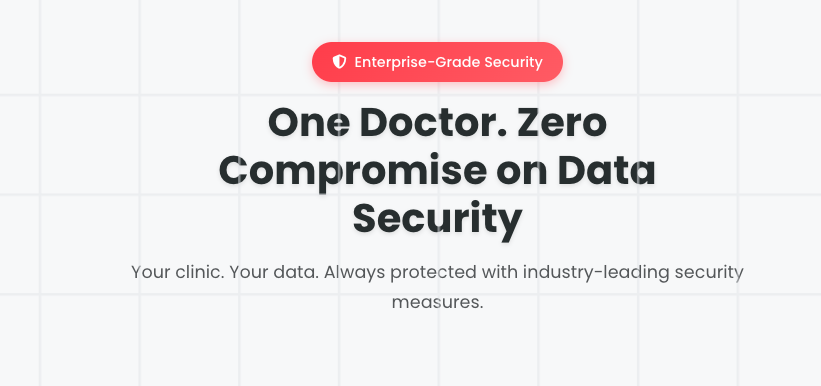 Enterprise-Grade Security
One Doctor. Zero
Compromise on Data
Security
Your clinic. Your data. Always protected with industry-leading security
measures.